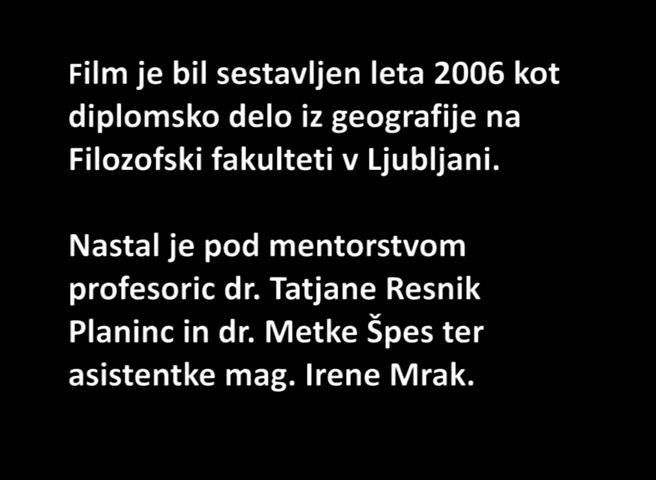 Film je bil sestavljen leta 2006 kot
diplomsko delo iz geografije na
Filozofski fakulteti v Ljubljani.
Nastal je pod mentorstvom
profesoric dr. Tatjane Resnik
Planinc in dr. Metke Špes ter
asistentke mag. Irene Mrak.